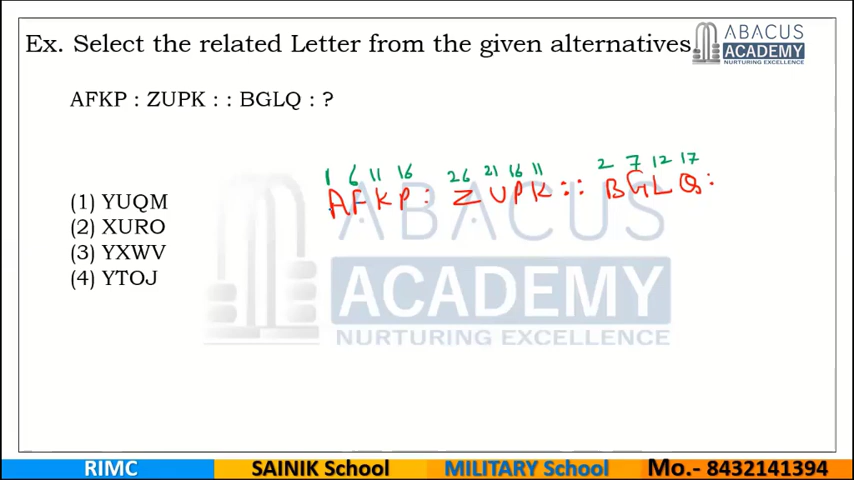 Ex. Select the related Letter from the given alternatives
ABACUS
ACADEMY
NURTURING EXCELLENCE
AFKP : ZUPK : : BGLQ : ?
1 6 11 16 26 21 16 11 2 7 12 17
AFKP : ZUPK :: BGLQ :
(1) YUQM
(2) XURO
(3) YXWV
(4) YTOJ
ABACUS
ACADEMY
NURTURING EXCELLENCE
RIMC SAINIK School MILITARY School Mo.- 8432141394